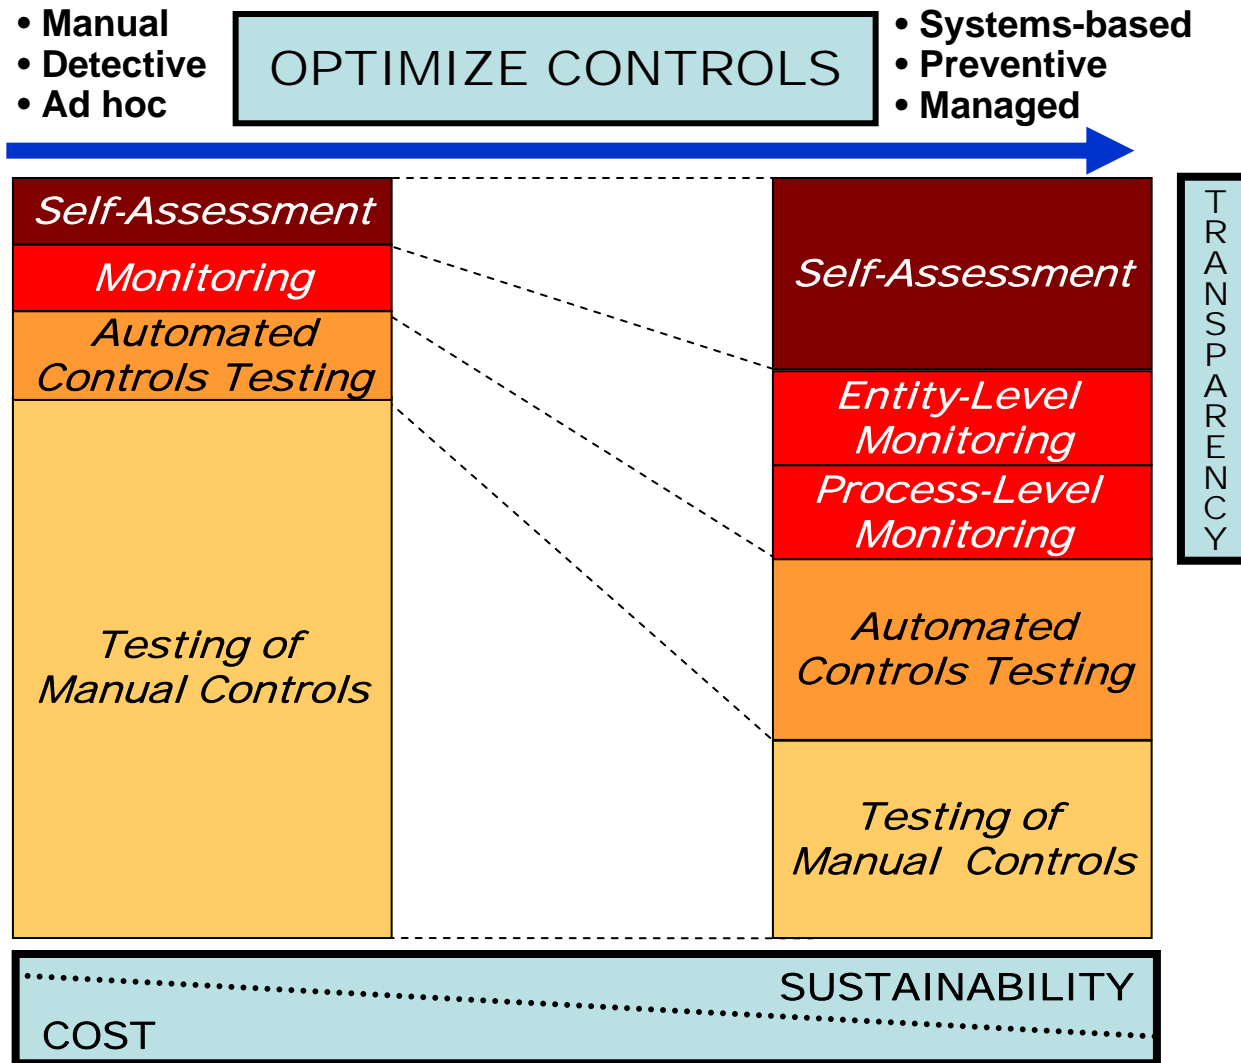 • Manual
• Detective
• Ad hoc
OPTIMIZE CONTROLS
• Systems-based
• Preventive
• Managed
Self-Assessment
Monitoring
Automated
Controls Testing
Testing of
Manual Controls
Self-Assessment
Entity-Level
Monitoring
Process-Level
Monitoring
Automated
Controls Testing
Testing of
Manual Controls
TRANSPARENCY
SUSTAINABILITY
COST